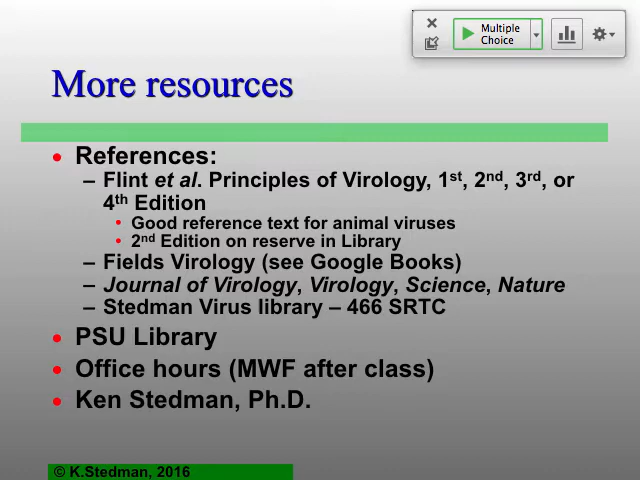 Multiple
Choice
More resources
• References:
– Flint et al. Principles of Virology, 1st, 2nd, 3rd, or
4th Edition
• Good reference text for animal viruses
• 2nd Edition on reserve in Library
– Fields Virology (see Google Books)
– Journal of Virology, Virology, Science, Nature
– Stedman Virus library – 466 SRTC
• PSU Library
• Office hours (MWF after class)
• Ken Stedman, Ph.D.
© K.Stedman, 2016